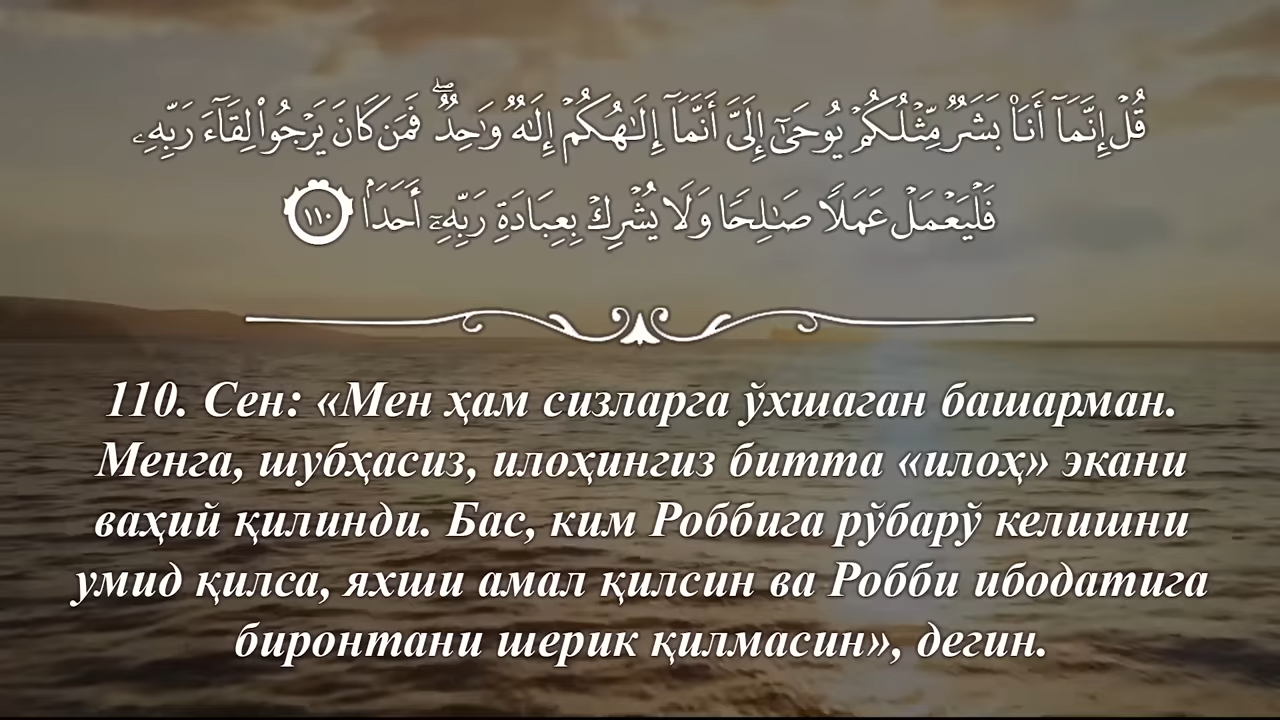 قُلْ إِنَّمَآ أَنَا۠ بَشَرٌ مِّثْلُكُمْ يُوحَىٰٓ إِلَىَّ أَنَّمَآ إِلَـٰهُكُمْ إِلَـٰهٌ وَٰحِدٌ ۖ فَمَن كَانَ يَرْجُوا۟ لِقَآءَ رَبِّهِۦ
فَلْيَعْمَلْ عَمَلًا صَـٰلِحًا وَلَا يُشْرِكْ بِعِبَادَةِ رَبِّهِۦٓ أَحَدَۢا ١١٠
110. Сен: «Мен ҳам сизларга ўхшаган башарман.
Менга, шубҳасиз, илоҳингиз битта «илоҳ» экани
ваҳий қилинди. Бас, ким Роббига рўбарў келишни
умид қилса, яхши амал қилсин ва Робби ибодатига
биронтани шерик қилмасин», дегин.